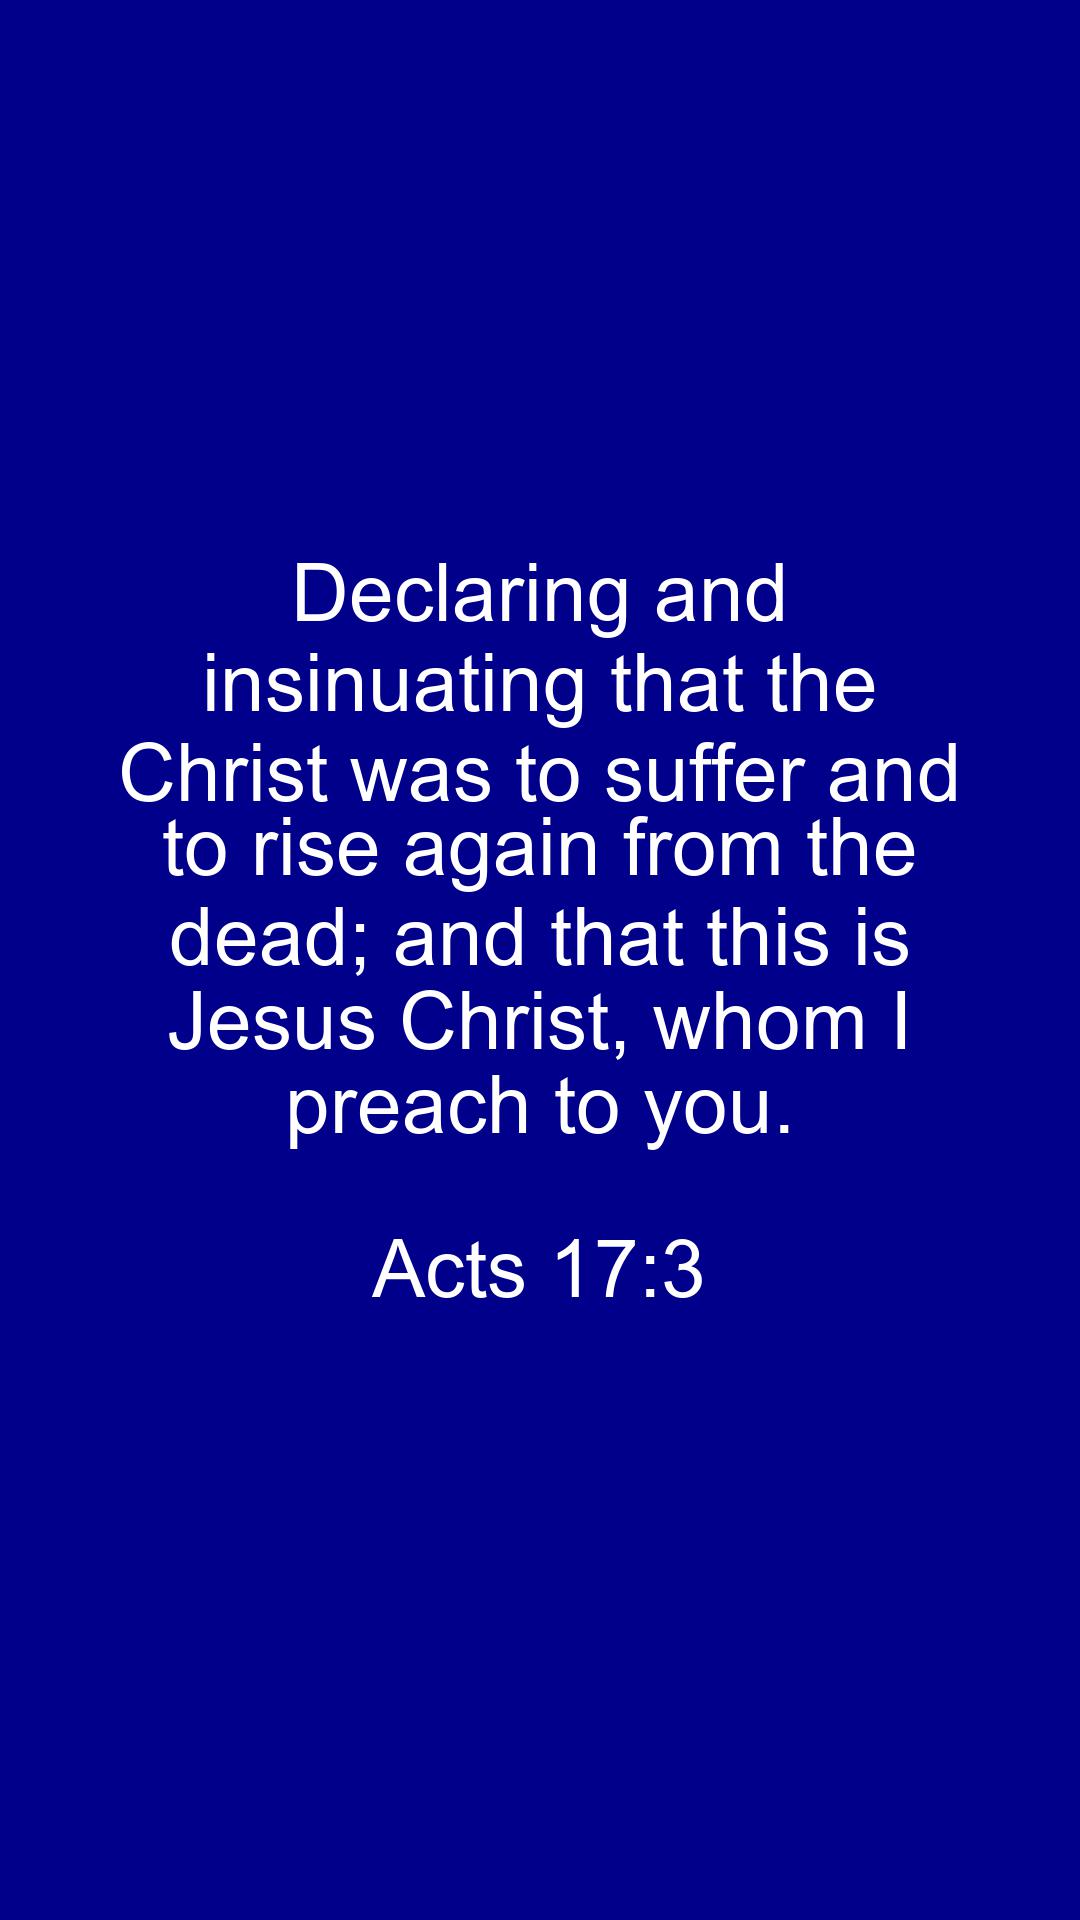 Declaring and
insinuating that the
Christ was to suffer and
to rise again from the
dead; and that this is
Jesus Christ, whom I
preach to you.
Acts 17:3